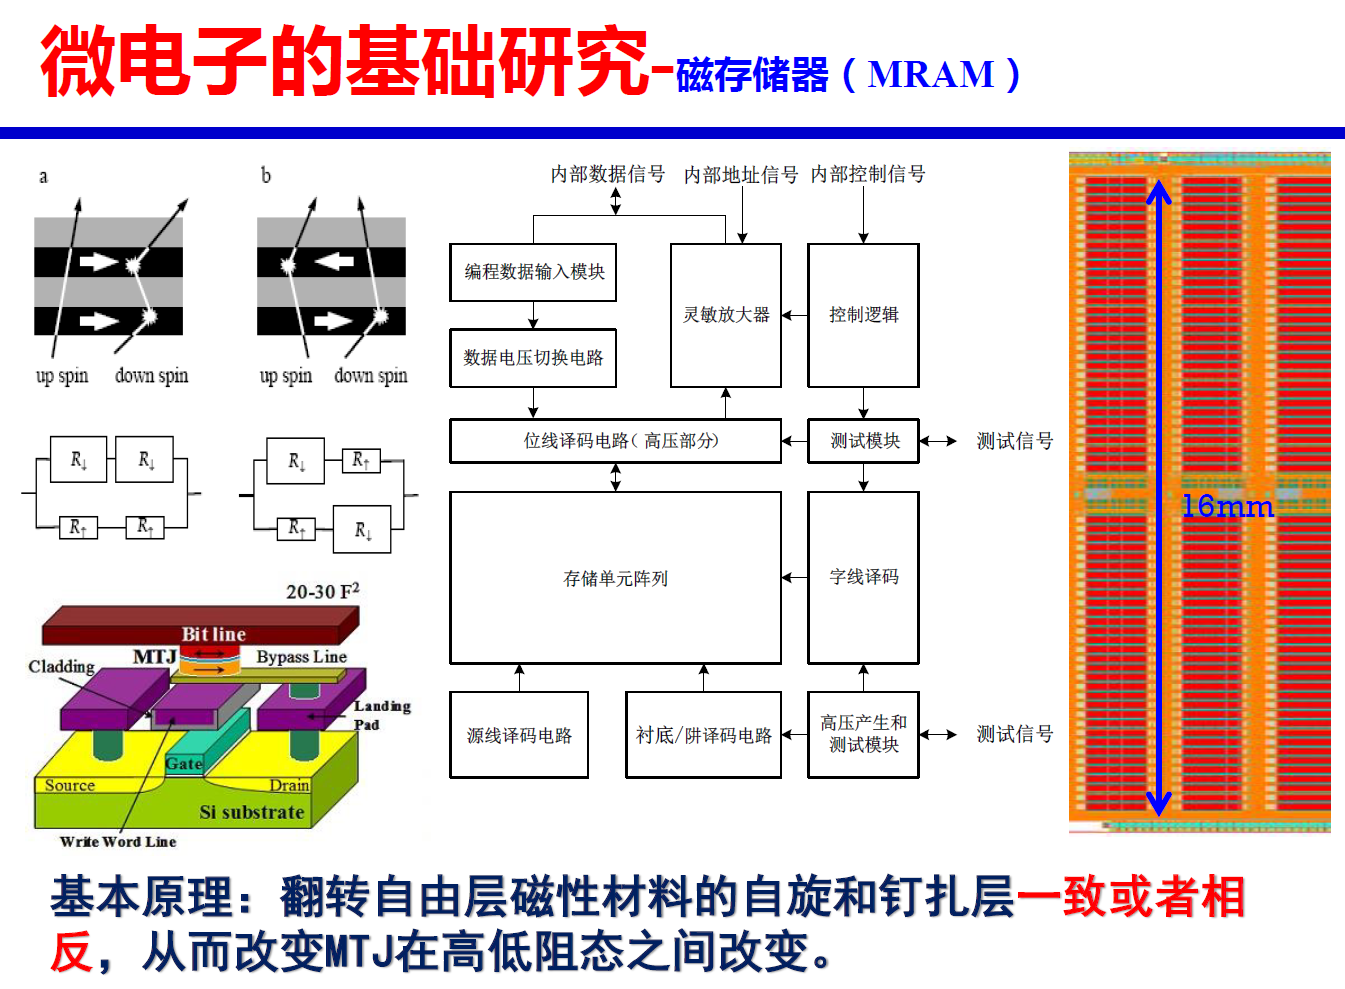 微电子的基础研究-磁存储器（MRAM）
a
b
up spin
down spin
up spin
down spin
R↓
R↓
R↑
R↑
R↓
R↑
R↑
R↓
20-30 F²
Bit line
MTJ
Bypass Line
Cladding
Landing
Pad
Gate
Source
Drain
Si substrate
Write Word Line
内部数据信号
内部地址信号
内部控制信号
编程数据输入模块
灵敏放大器
控制逻辑
数据电压切换电路
位线译码电路（高压部分）
测试模块
测试信号
存储单元阵列
字线译码
源线译码电路
衬底/阱译码电路
高压产生和
测试模块
测试信号
16mm
基本原理：翻转自由层磁性材料的自旋和钉扎层一致或者相
反，从而改变MTJ在高低阻态之间改变。